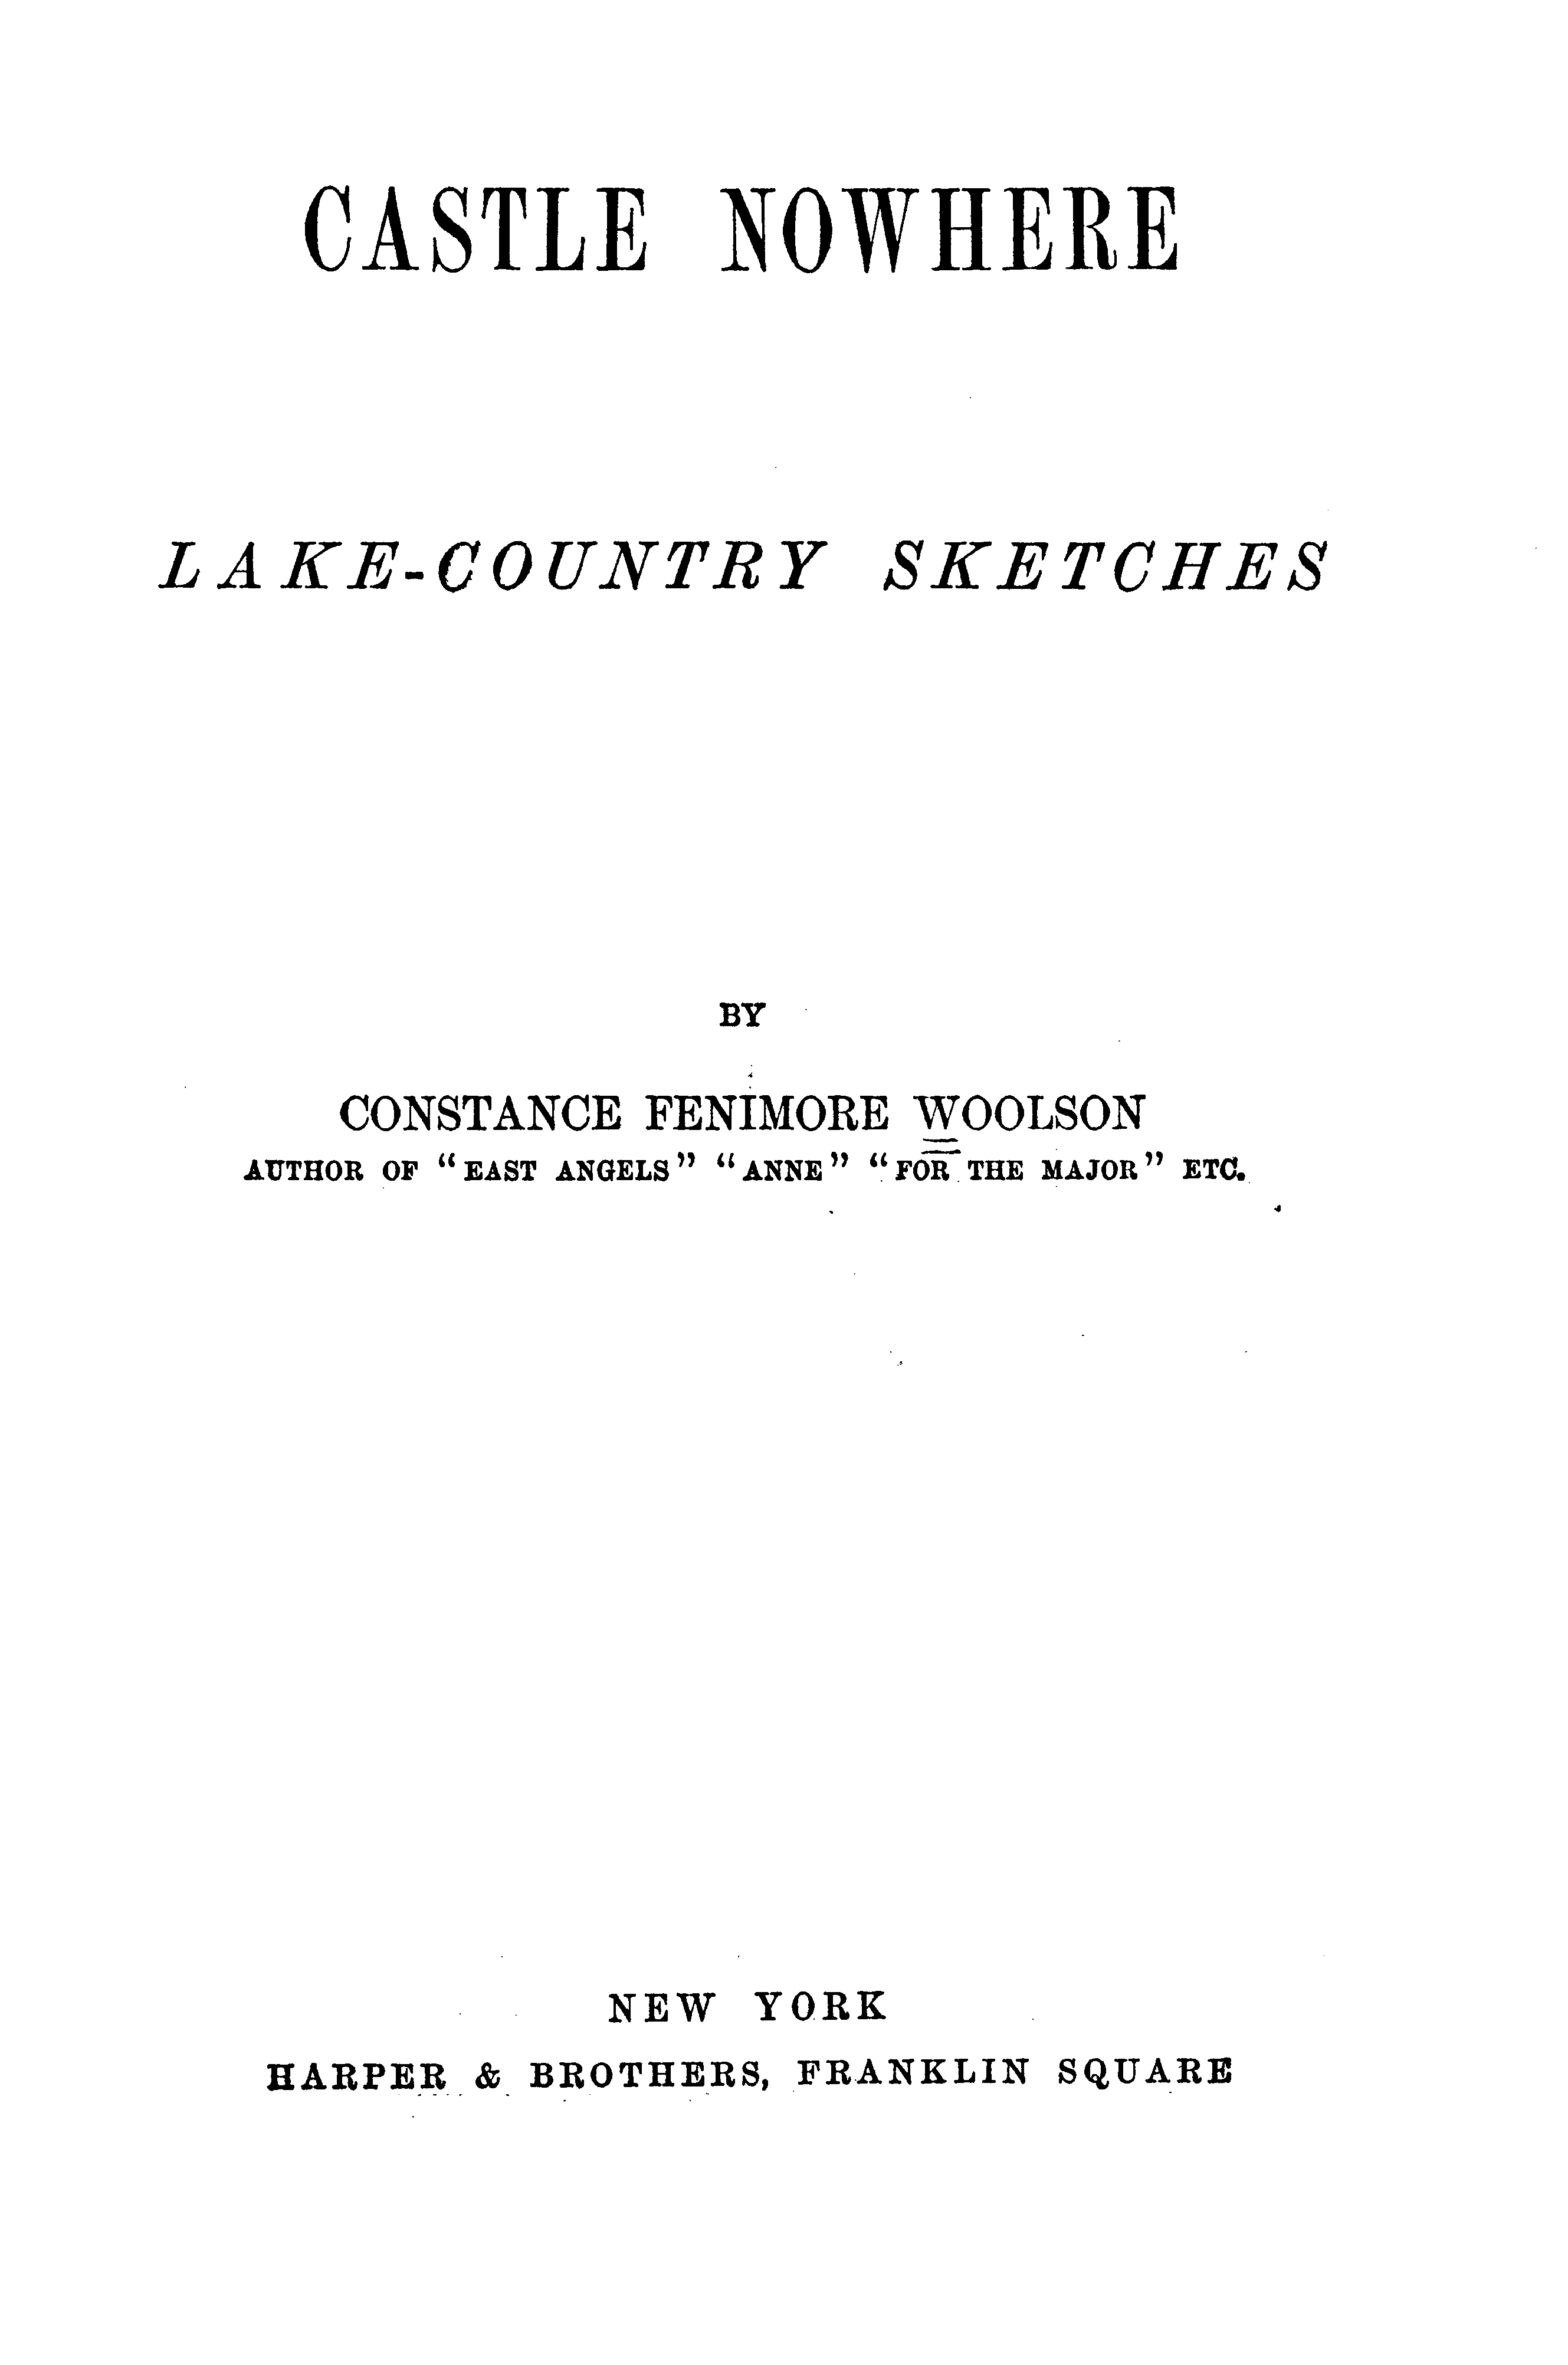 CASTLE NOWHERE
LAKE-COUNTRY SKETCHES
BY
CONSTANCE FENIMORE WOOLSON
AUTHOR OF “EAST ANGELS” “ANNE” “FOR THE MAJOR” ETC.
NEW YORK
HARPER & BROTHERS, FRANKLIN SQUARE